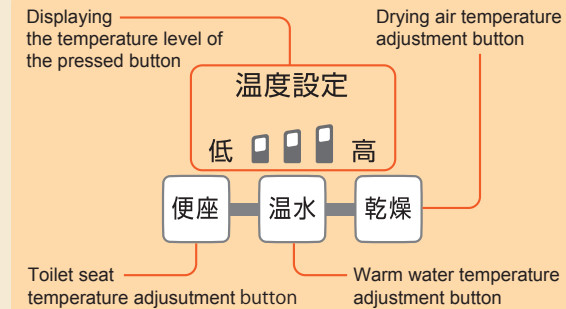 Displaying
the temperature level of
the pressed button
Drying air temperature
adjustment button
温度設定
低 高
便座 温水 乾燥
Toilet seat
temperature adjusutment button
Warm water temperature
adjustment button